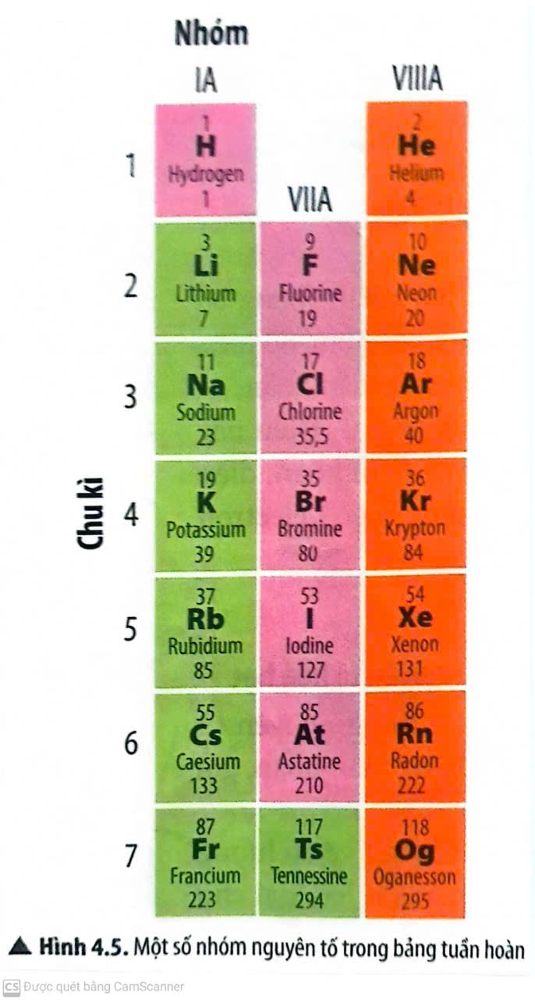 Nhóm
IA
VIIIA
1
1
H
Hydrogen
1
2
He
Helium
4
VIIA
2
3
Li
Lithium
7
9
F
Fluorine
19
10
Ne
Neon
20
3
11
Na
Sodium
23
17
Cl
Chlorine
35,5
18
Ar
Argon
40
Chu kì
4
19
K
Potassium
39
35
Br
Bromine
80
36
Kr
Krypton
84
5
37
Rb
Rubidium
85
53
I
Iodine
127
54
Xe
Xenon
131
6
55
Cs
Caesium
133
85
At
Astatine
210
86
Rn
Radon
222
7
87
Fr
Francium
223
117
Ts
Tennessine
294
118
Og
Oganesson
295
Hình 4.5. Một số nhóm nguyên tố trong bảng tuần hoàn
CS Được quét bằng CamScanner